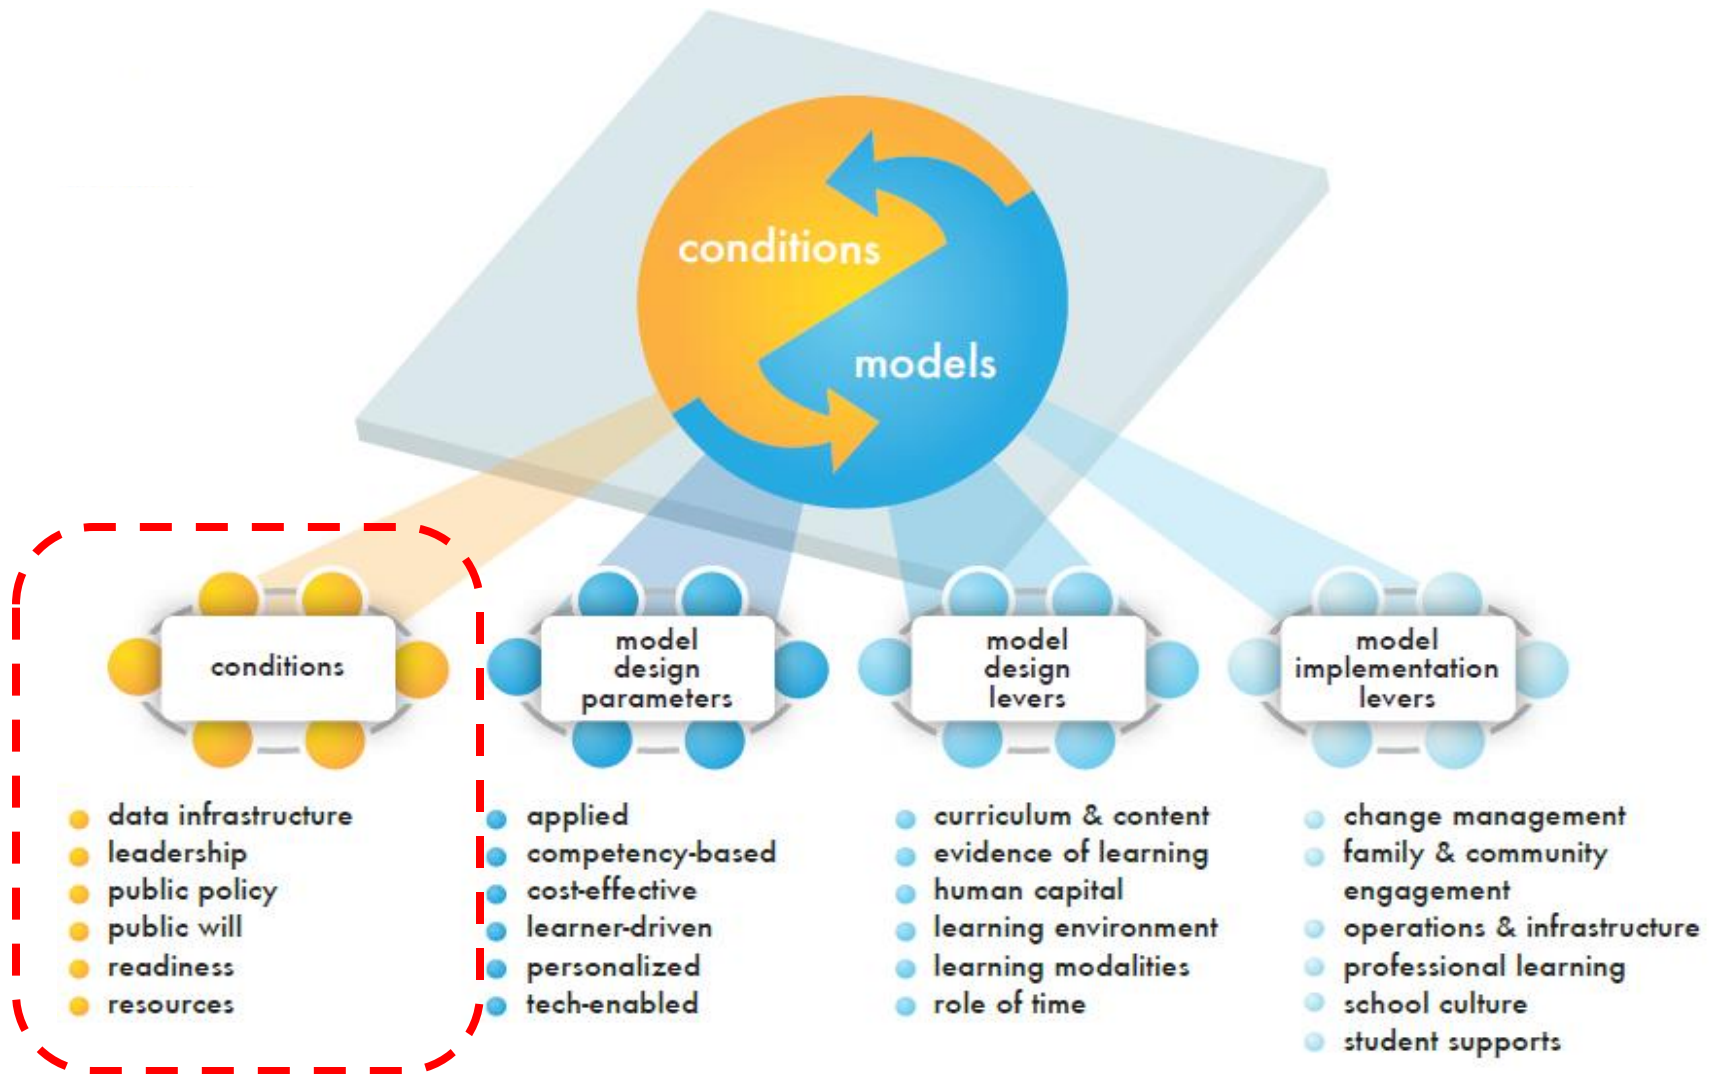 conditions
models
conditions
model
design
parameters
model
design
levers
model
implementation
levers
data infrastructure
leadership
public policy
public will
readiness
resources
applied
competency-based
cost-effective
learner-driven
personalized
tech-enabled
curriculum & content
evidence of learning
human capital
learning environment
learning modalities
role of time
change management
family & community
engagement
operations & infrastructure
professional learning
school culture
student supports